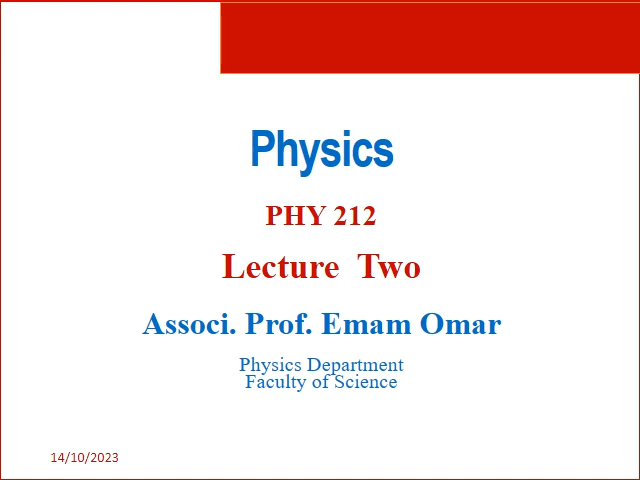 Physics
PHY 212
Lecture Two
Associ. Prof. Emam Omar
Physics Department
Faculty of Science
14/10/2023